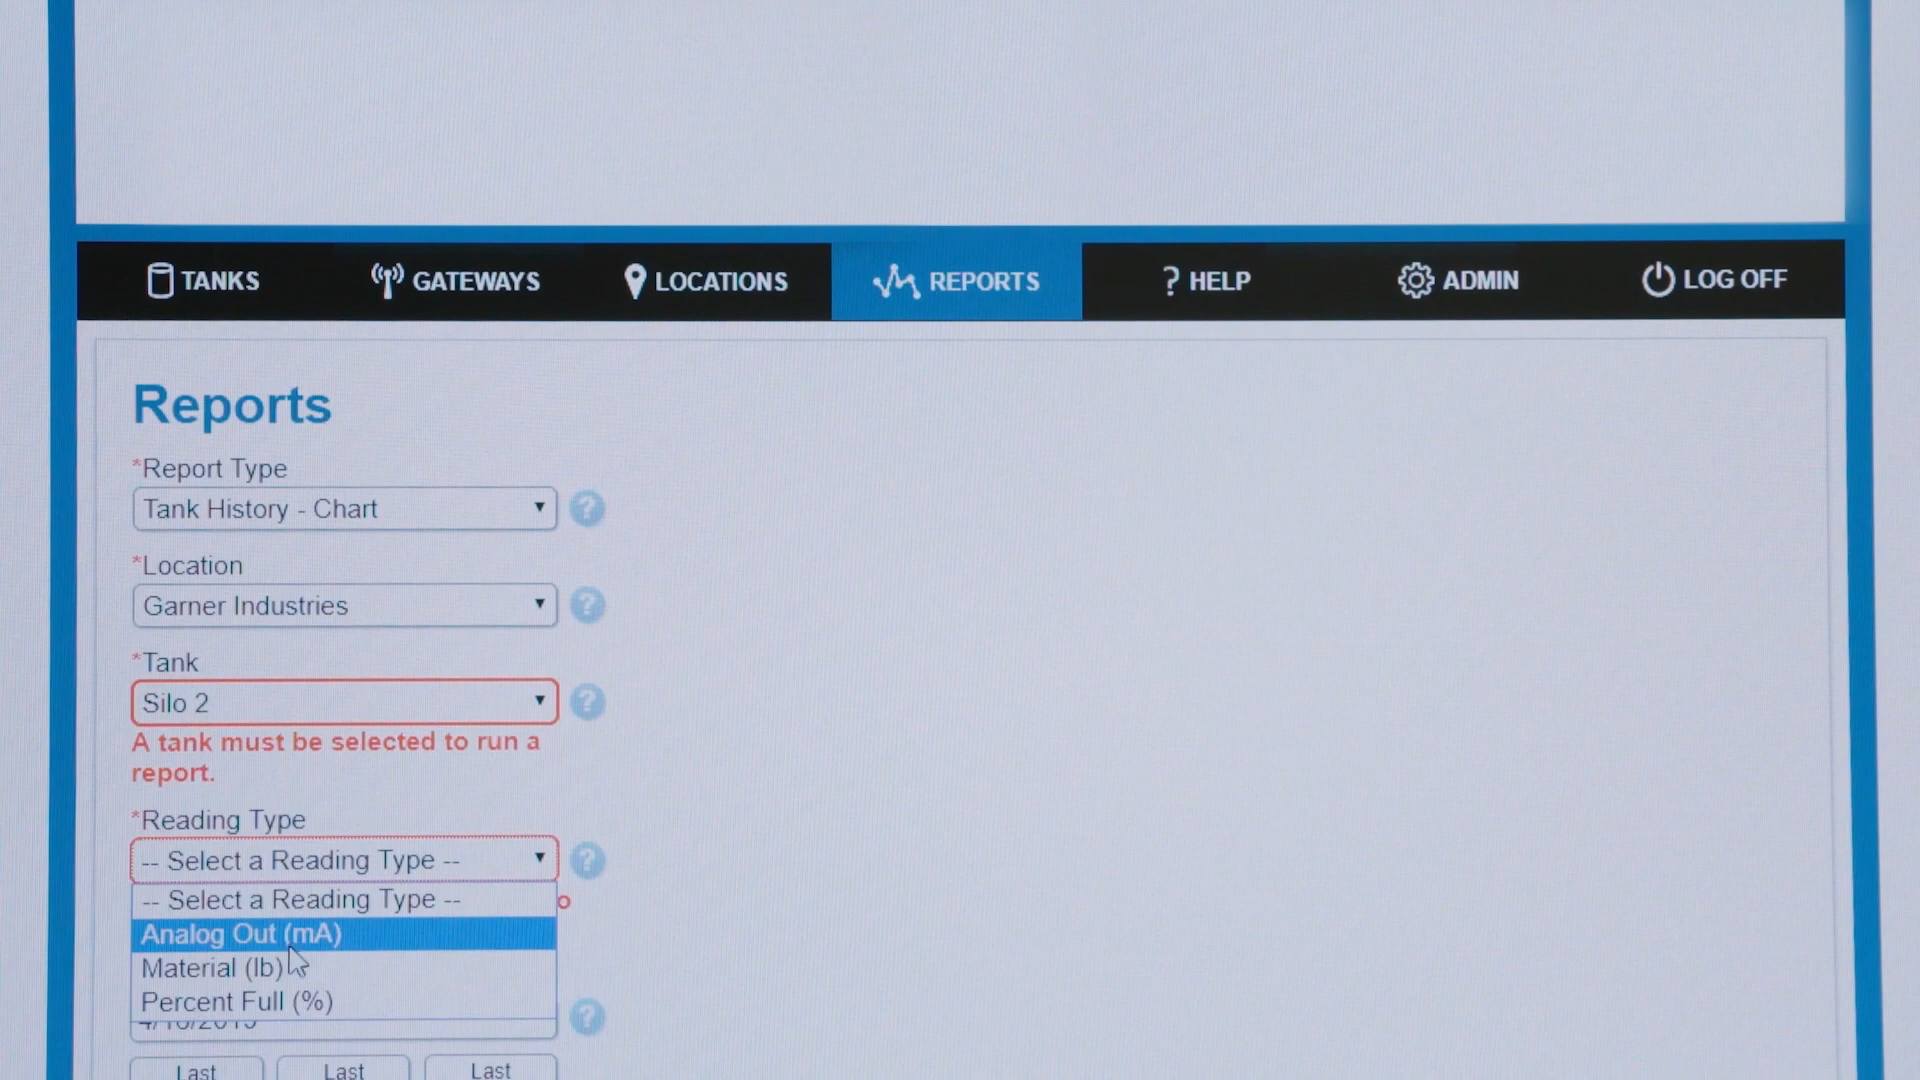 TANKS GATEWAYS LOCATIONS REPORTS ? HELP ADMIN LOG OFF
Reports
*Report Type
Tank History - Chart ?
*Location
Garner Industries ?
*Tank
Silo 2 ?
A tank must be selected to run a
report.
*Reading Type
-- Select a Reading Type -- ?
-- Select a Reading Type --
Analog Out (mA)
Material (lb)
Percent Full (%)
?
Last Last Last